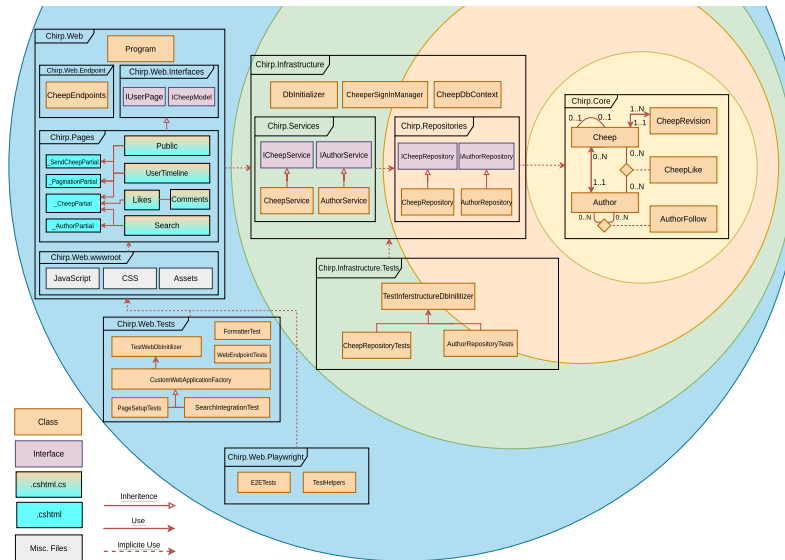 Chirp.Web
Program
Chirp.Web.Endpoint
CheepEndpoints
Chirp.Web.Interfaces
IUserPage
ICheepModel
Chirp.Pages
_SendCheepPartial
_PaginationPartial
_CheepPartial
_AuthorPartial
Public
UserTimeline
Likes
Comments
Search
Chirp.Web.wwwroot
JavaScript
CSS
Assets
Chirp.Infrastructure
DbInitializer
CheeperSignInManager
CheepDbContext
Chirp.Services
ICheepService
IAuthorService
CheepService
AuthorService
Chirp.Repositories
ICheepRepository
IAuthorRepository
CheepRepository
AuthorRepository
Chirp.Core
0..1
0..1
1..N
1..1
Cheep
CheepRevision
0..N
0..N
CheepLike
1..1
0..N
Author
0..N
0..N
AuthorFollow
Chirp.Infrastructure.Tests
TestInferstructureDbInilitizer
CheepRepositoryTests
AuthorRepositoryTests
Chirp.Web.Tests
FormatterTest
TestWebDbInitilizer
WebEndpointTests
CustomWebApplicationFactory
PageSetupTests
SearchIntegrationTest
Chirp.Web.Playwright
E2ETests
TestHelpers
Class
Interface
.cshtml.cs
.cshtml
Misc. Files
Inheritence
Use
Implicite Use